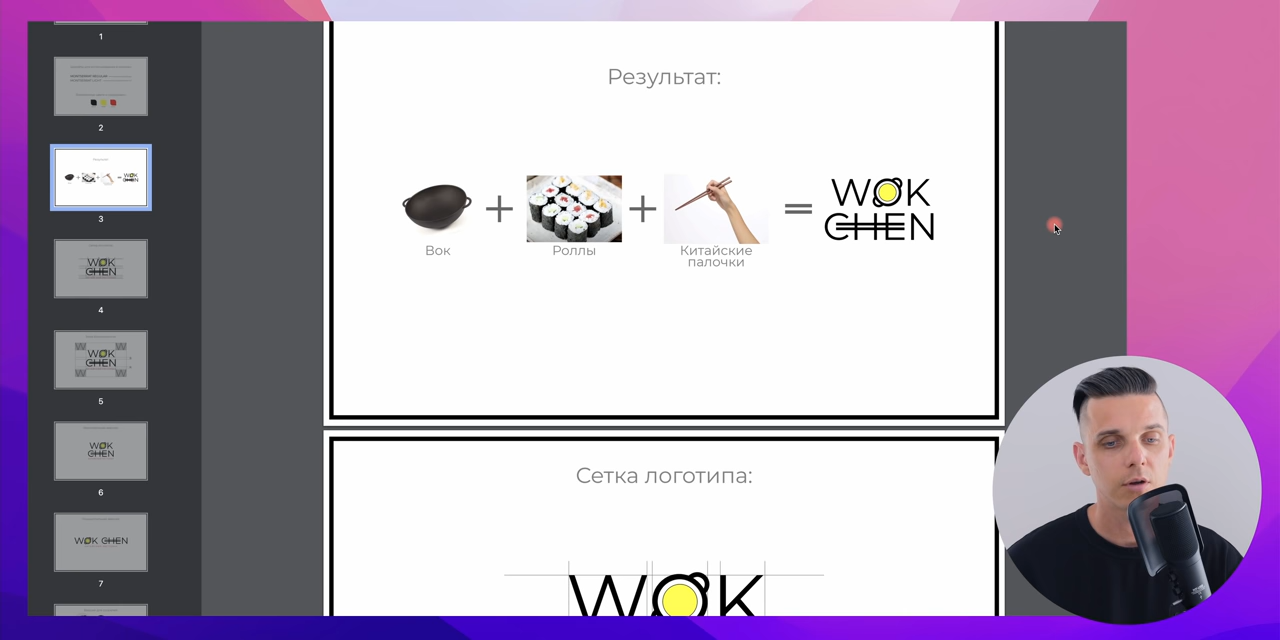 1
2
3
4
5
6
7
Результат:
WOK
CHEN
Вок
Роллы
Китайские
палочки
Сетка логотипа:
WOK